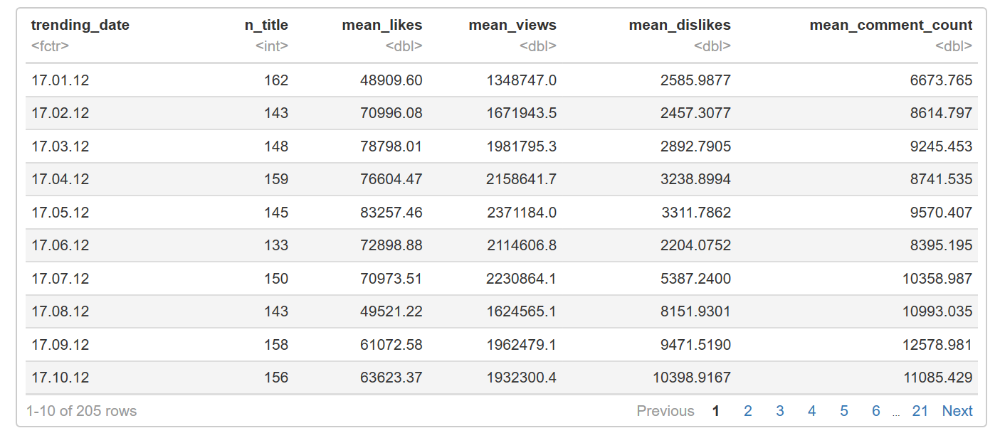 trending_date n_title mean_likes mean_views mean_dislikes mean_comment_count
<fctr> <int> <dbl> <dbl> <dbl> <dbl>
17.01.12 162 48909.60 1348747.0 2585.9877 6673.765
17.02.12 143 70996.08 1671943.5 2457.3077 8614.797
17.03.12 148 78798.01 1981795.3 2892.7905 9245.453
17.04.12 159 76604.47 2158641.7 3238.8994 8741.535
17.05.12 145 83257.46 2371184.0 3311.7862 9570.407
17.06.12 133 72898.88 2114606.8 2204.0752 8395.195
17.07.12 150 70973.51 2230864.1 5387.2400 10358.987
17.08.12 143 49521.22 1624565.1 8151.9301 10993.035
17.09.12 158 61072.58 1962479.1 9471.5190 12578.981
17.10.12 156 63623.37 1932300.4 10398.9167 11085.429
1-10 of 205 rows Previous 1 2 3 4 5 6 ... 21 Next